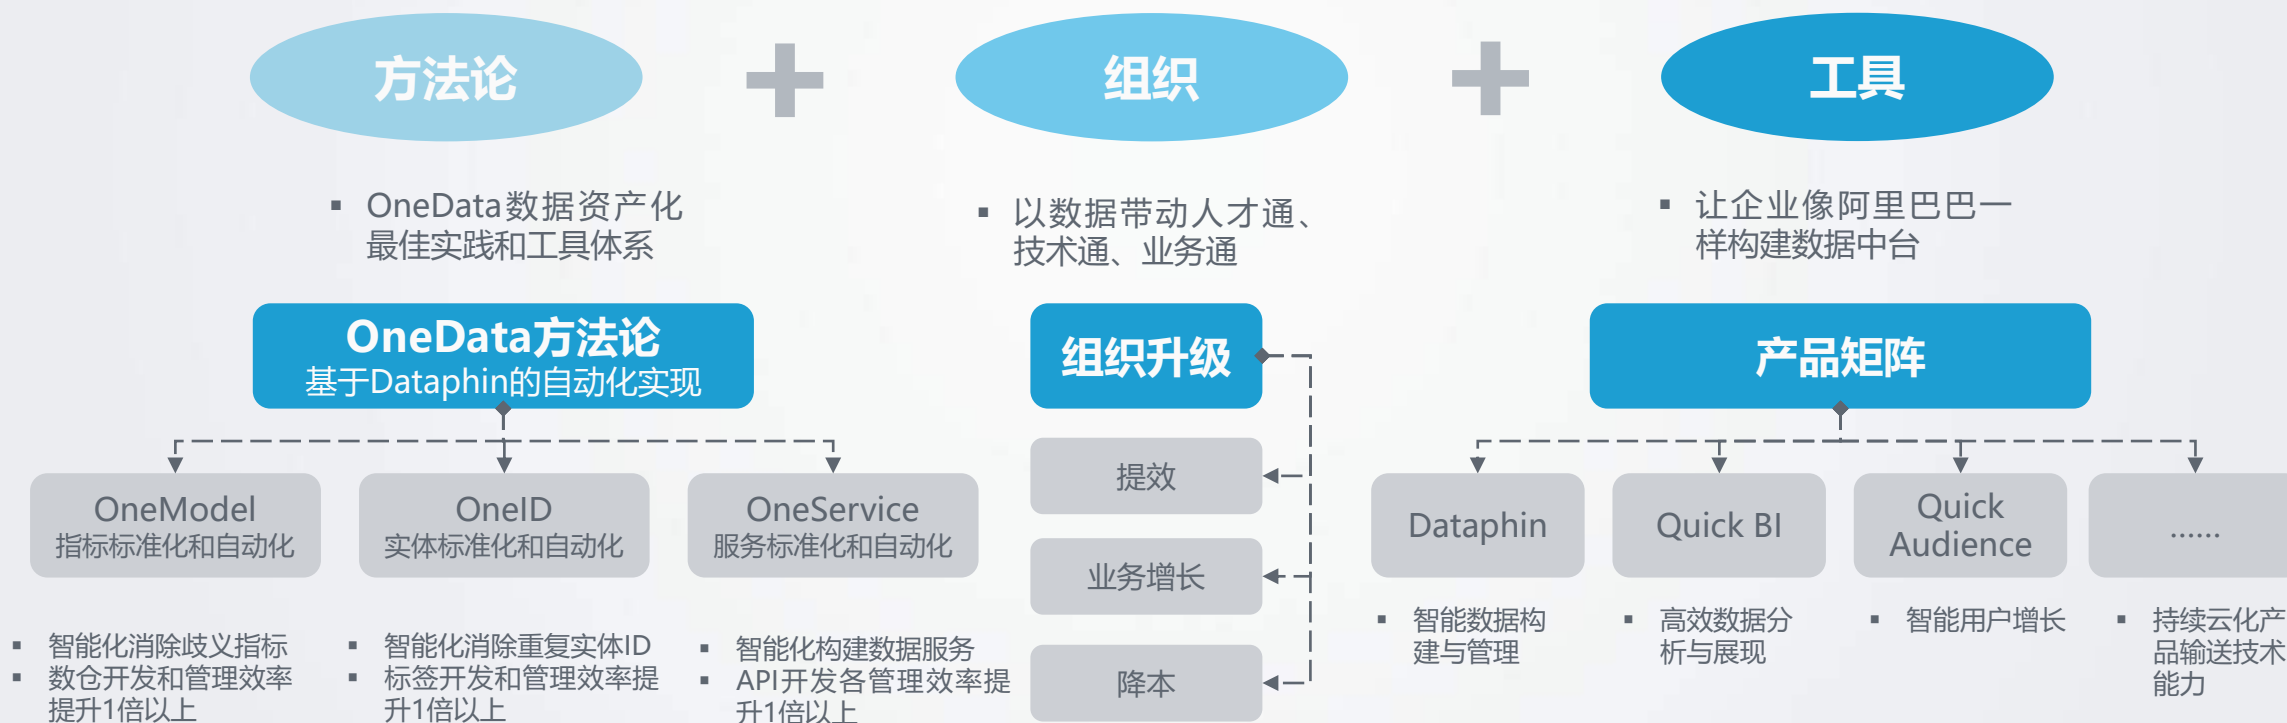 方法论
组织
工具
▪ OneData数据资产化
最佳实践和工具体系
▪ 以数据带动人才通、
技术通、业务通
▪ 让企业像阿里巴巴一
样构建数据中台
OneData方法论
基于Dataphin的自动化实现
组织升级
产品矩阵
OneModel
指标标准化和自动化
OneID
实体标准化和自动化
OneService
服务标准化和自动化
▪ 智能化消除歧义指标
▪ 数仓开发和管理效率
提升1倍以上
▪ 智能化消除重复实体ID
▪ 标签开发和管理效率提
升1倍以上
▪ 智能化构建数据服务
▪ API开发各管理效率提
升1倍以上
提效
业务增长
降本
Dataphin
Quick BI
Quick
Audience
......
▪ 智能数据构
建与管理
▪ 高效数据分
析与展现
▪ 智能用户增长
▪ 持续云化产
品输送技术
能力